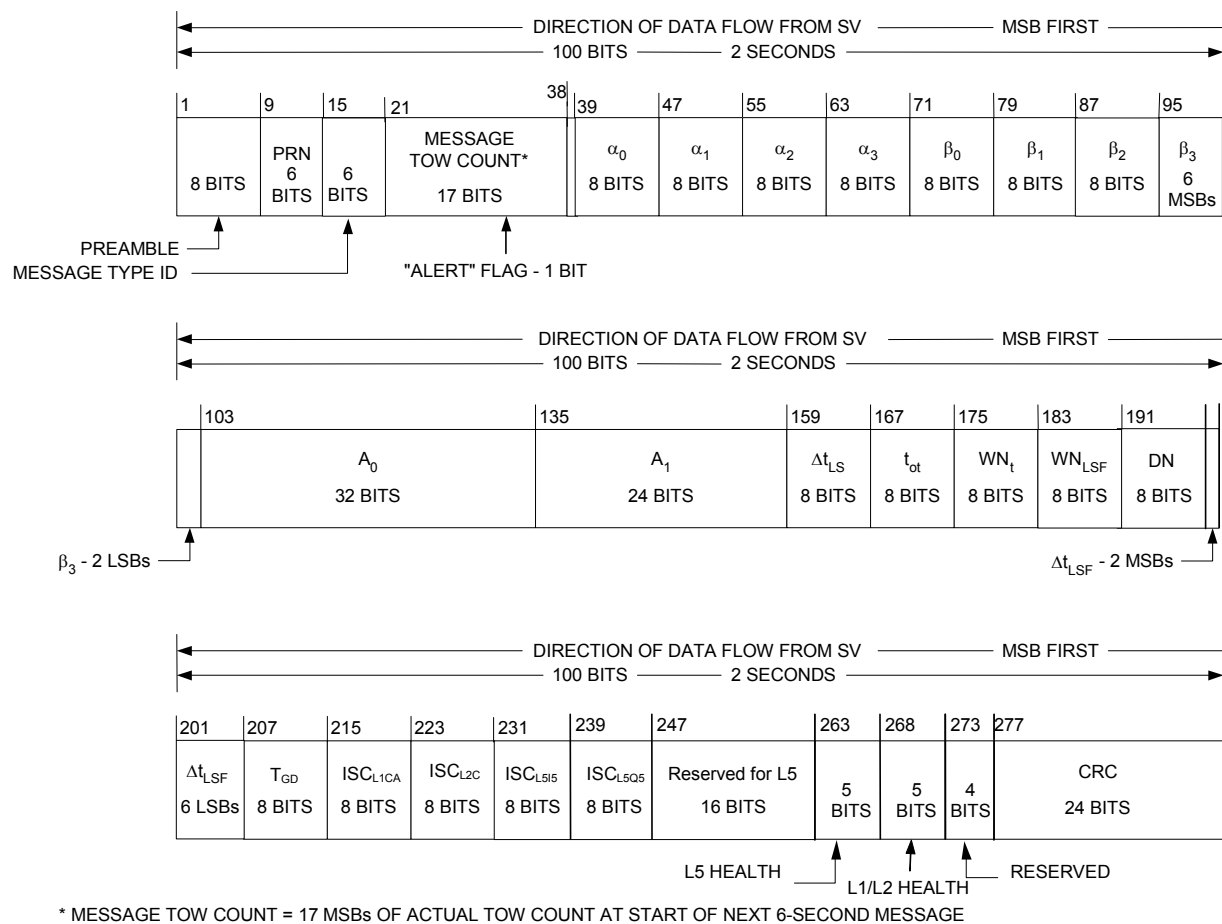 DIRECTION OF DATA FLOW FROM SV MSB FIRST
100 BITS 2 SECONDS
1 9 15 21 38 39 47 55 63 71 79 87 95
8 BITS
PRN
6
BITS
6
BITS
MESSAGE
TOW COUNT*
17 BITS
α0
8 BITS
α1
8 BITS
α2
8 BITS
α3
8 BITS
β0
8 BITS
β1
8 BITS
β2
8 BITS
β3
6
MSBs
PREAMBLE
MESSAGE TYPE ID
"ALERT" FLAG - 1 BIT
DIRECTION OF DATA FLOW FROM SV MSB FIRST
100 BITS 2 SECONDS
103 135 159 167 175 183 191
A0
32 BITS
A1
24 BITS
ΔtLS
8 BITS
tot
8 BITS
WNt
8 BITS
WNLSF
8 BITS
DN
8 BITS
β3 - 2 LSBs
ΔtLSF - 2 MSBs
DIRECTION OF DATA FLOW FROM SV MSB FIRST
100 BITS 2 SECONDS
201 207 215 223 231 239 247 263 268 273 277
ΔtLSF
6 LSBs
TGD
8 BITS
ISCL1CA
8 BITS
ISCL2C
8 BITS
ISCL5I5
8 BITS
ISCL5Q5
8 BITS
Reserved for L5
16 BITS
5
BITS
5
BITS
4
BITS
CRC
24 BITS
L5 HEALTH
L1/L2 HEALTH
RESERVED
* MESSAGE TOW COUNT = 17 MSBs OF ACTUAL TOW COUNT AT START OF NEXT 6-SECOND MESSAGE